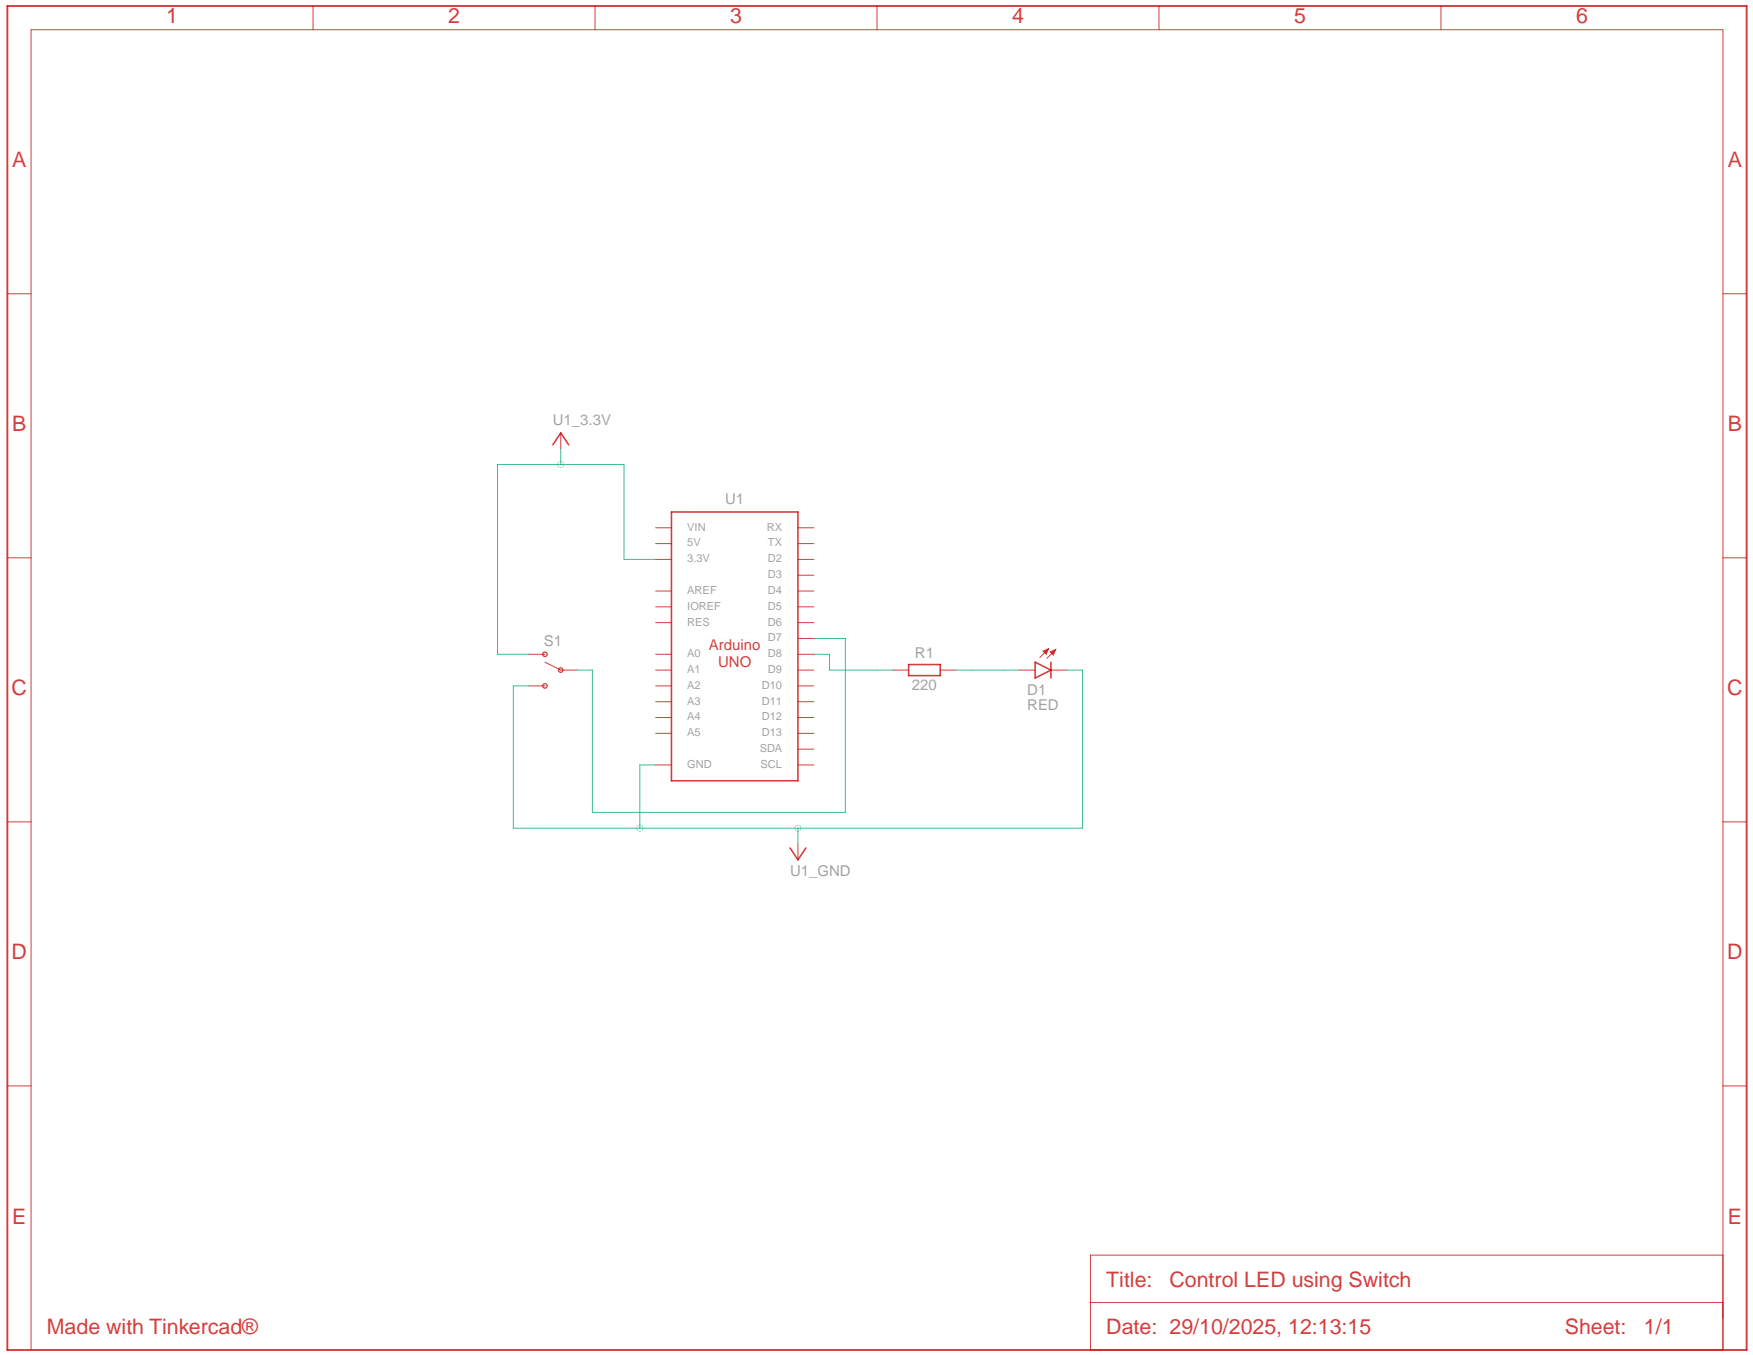 1 2 3 4 5 6
A A
B B
U1_3.3V
U1
VIN RX
5V TX
3.3V D2
D3
AREF D4
IOREF D5
RES D6
D7
S1
Arduino
UNO
A0 D8
A1 D9
A2 D10
A3 D11
A4 D12
A5 D13
SDA
GND SCL
R1
220
D1
RED
C C
U1_GND
D D
E E
Title: Control LED using Switch
Made with Tinkercad®
Date: 29/10/2025, 12:13:15 Sheet: 1/1